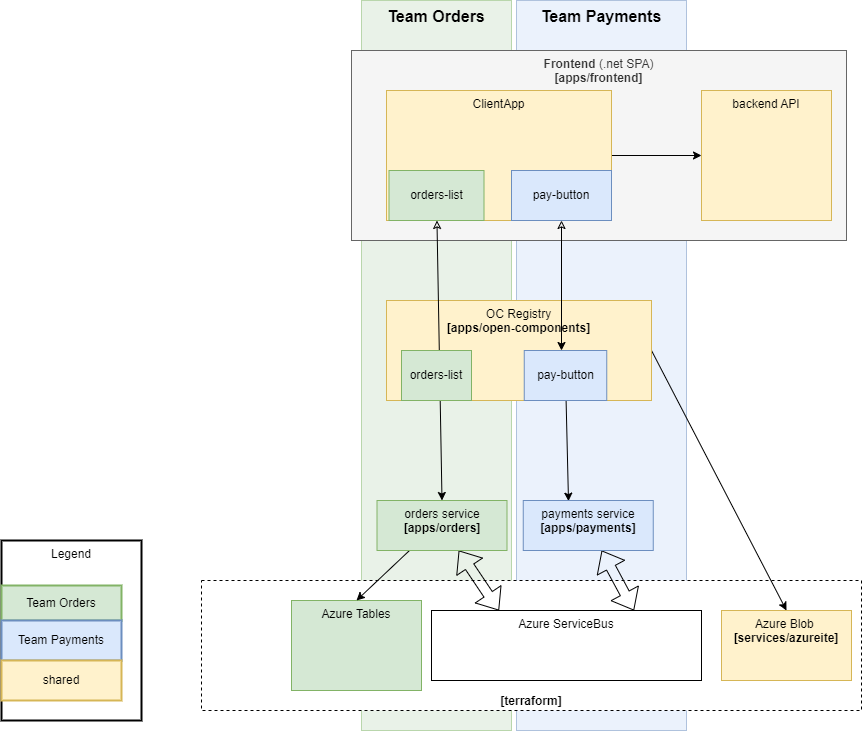 Team Orders
Team Payments
Frontend (.net SPA)
[apps/frontend]
ClientApp
backend API
orders-list
pay-button
OC Registry
[apps/open-components]
orders-list
pay-button
orders service
[apps/orders]
payments service
[apps/payments]
Legend
Team Orders
Team Payments
shared
Azure Tables
Azure ServiceBus
Azure Blob
[services/azureite]
[terraform]